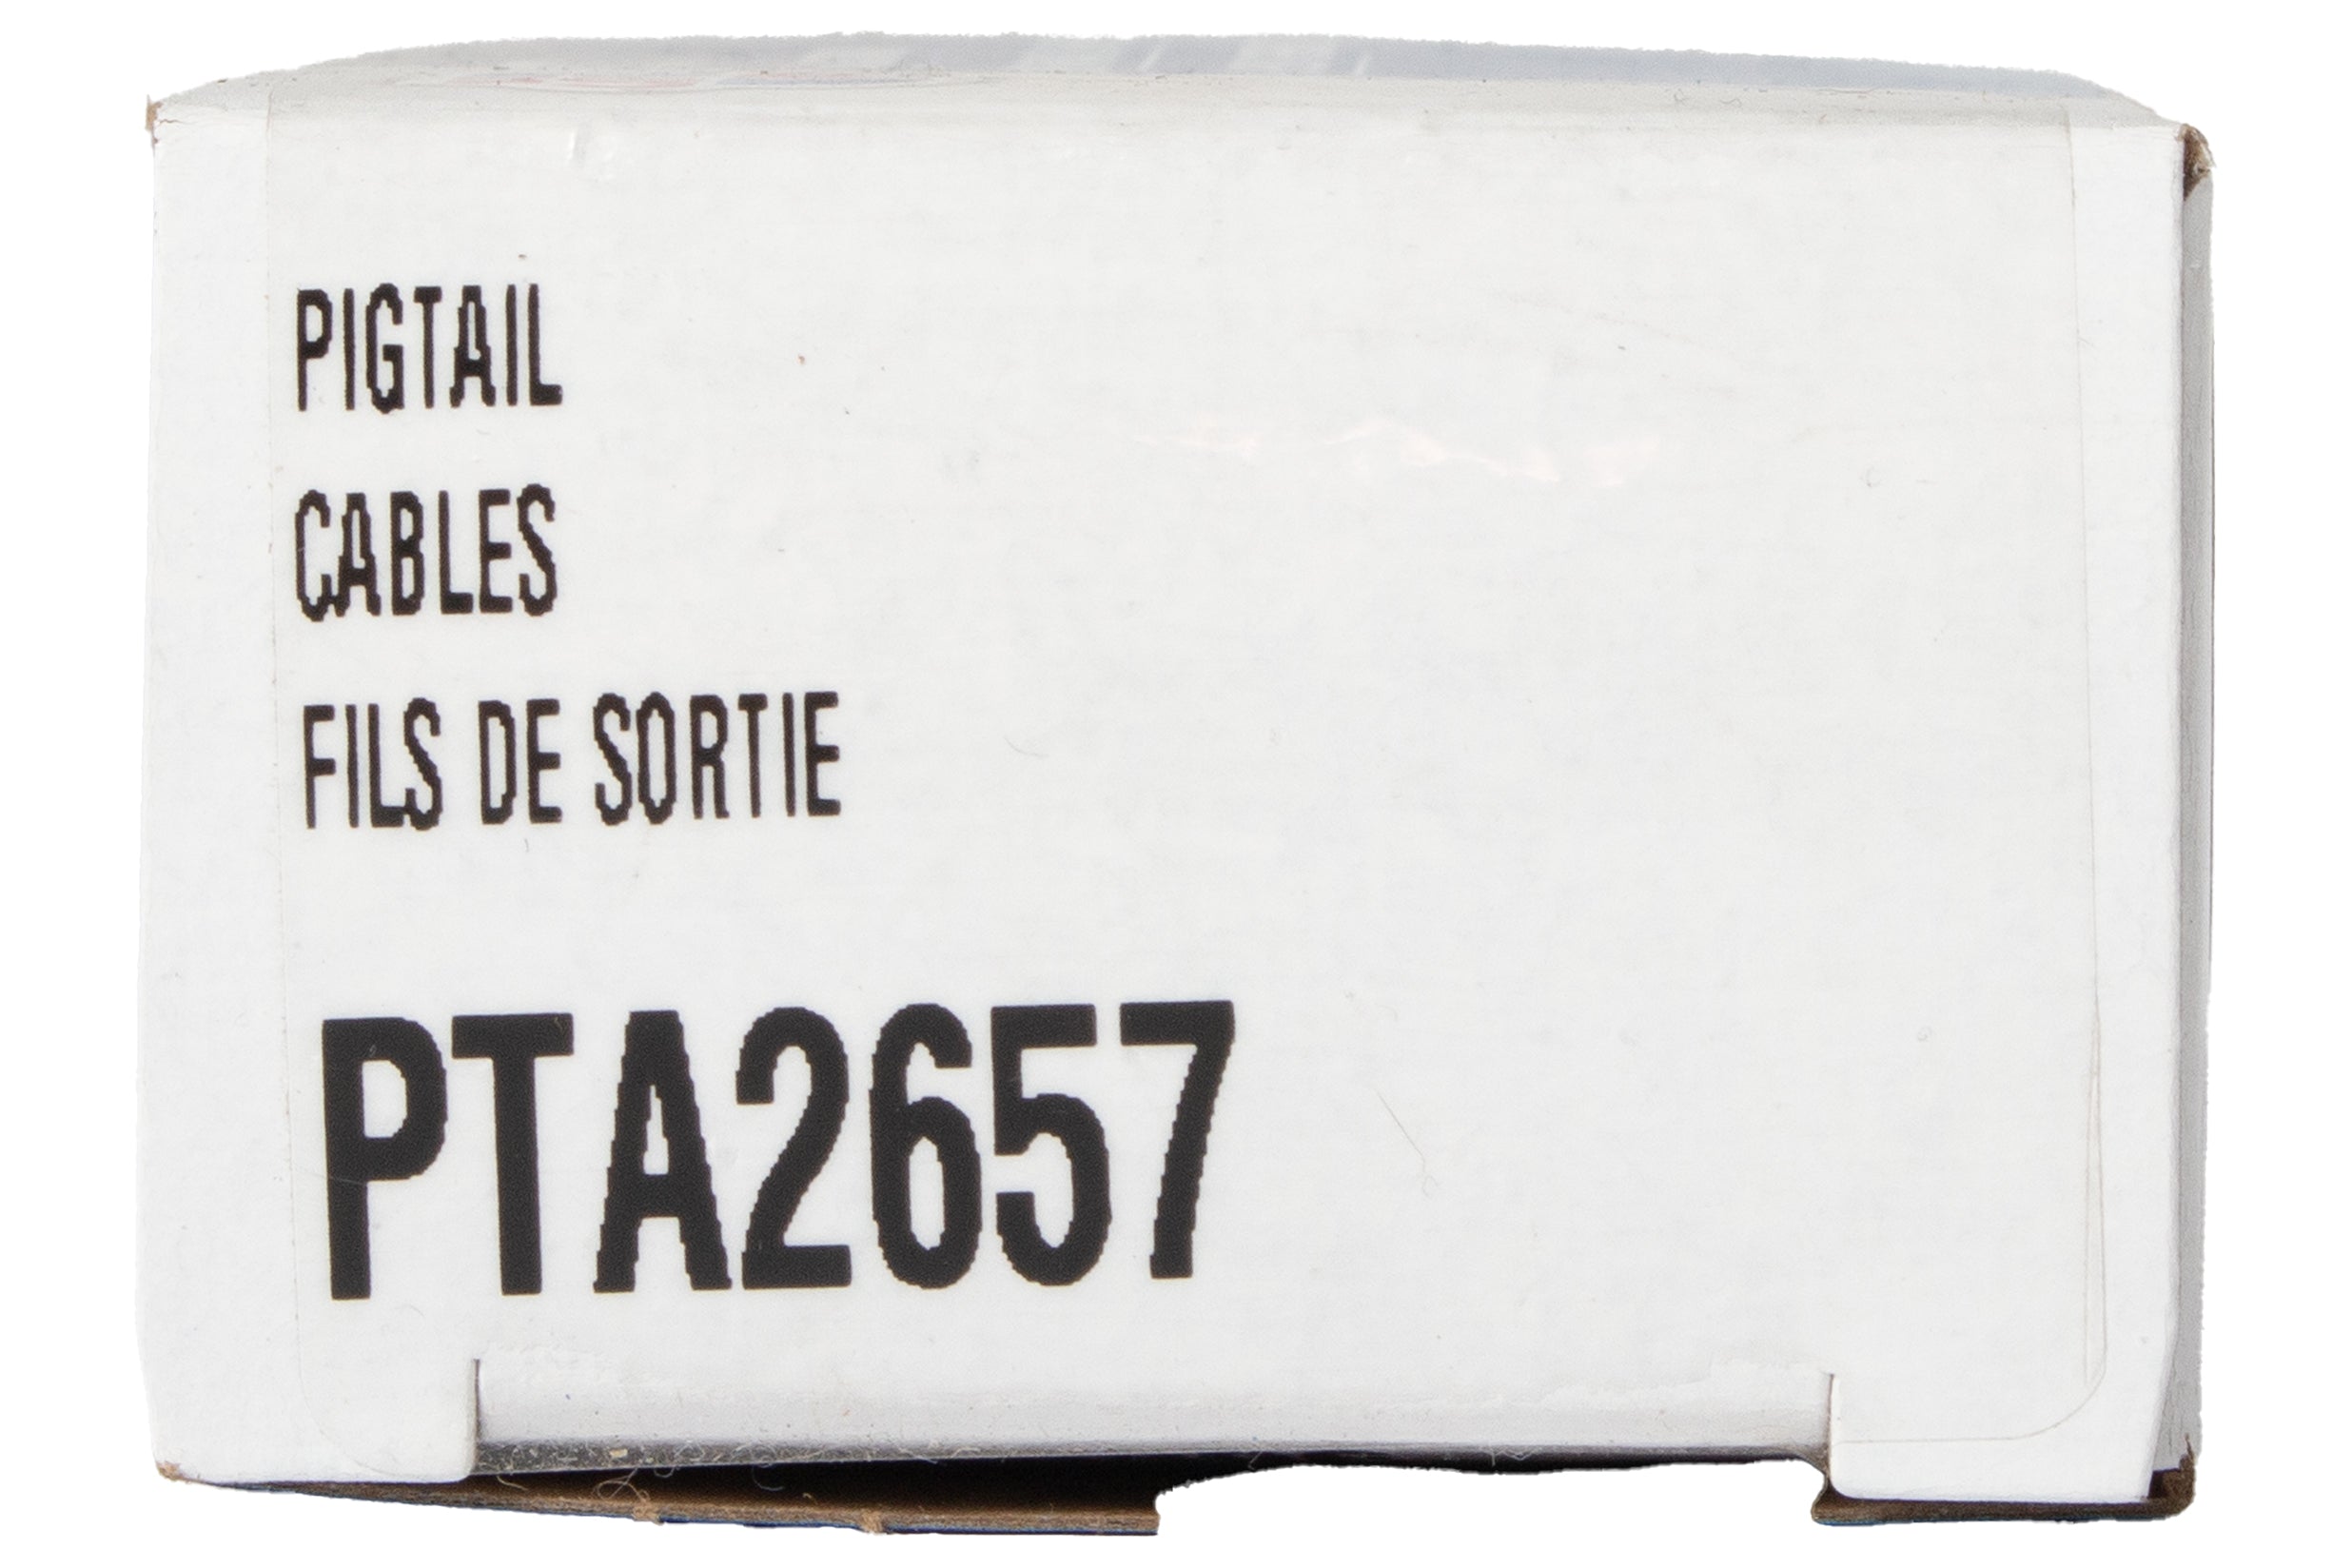 PIGTAIL
CABLES
FILS DE SORTIE
PTA2657